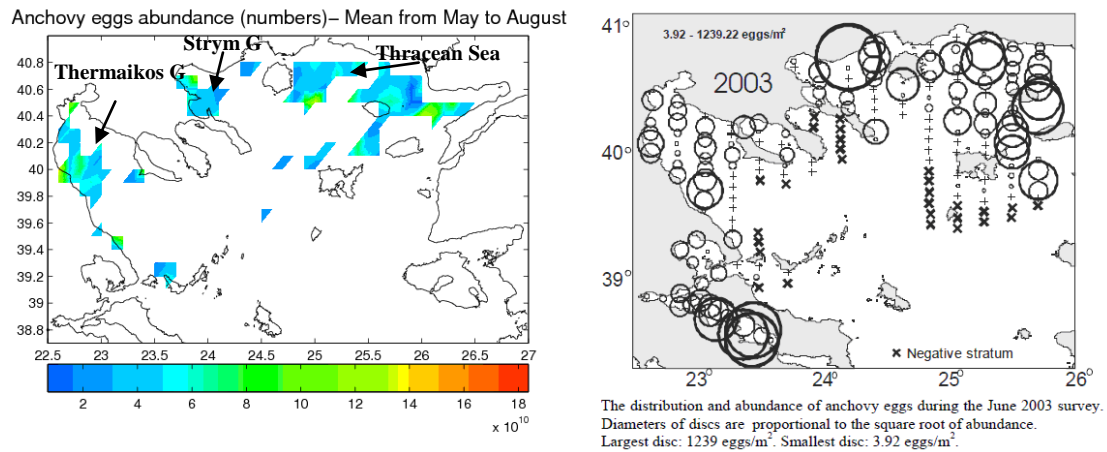 Anchovy eggs abundance (numbers)– Mean from May to August
Strym G
Thracean Sea
Thermaikos G
40.8
40.6
40.4
40.2
40
39.8
39.6
39.4
39.2
39
38.8
22.5 23 23.5 24 24.5 25 25.5 26 26.5 27
2 4 6 8 10 12 14 16 18
x 10^10
41°
40°
39°
3.92 - 1239.22 eggs/m²
2003
× Negative stratum
23° 24° 25° 26°
The distribution and abundance of anchovy eggs during the June 2003 survey.
Diameters of discs are proportional to the square root of abundance.
Largest disc: 1239 eggs/m². Smallest disc: 3.92 eggs/m².